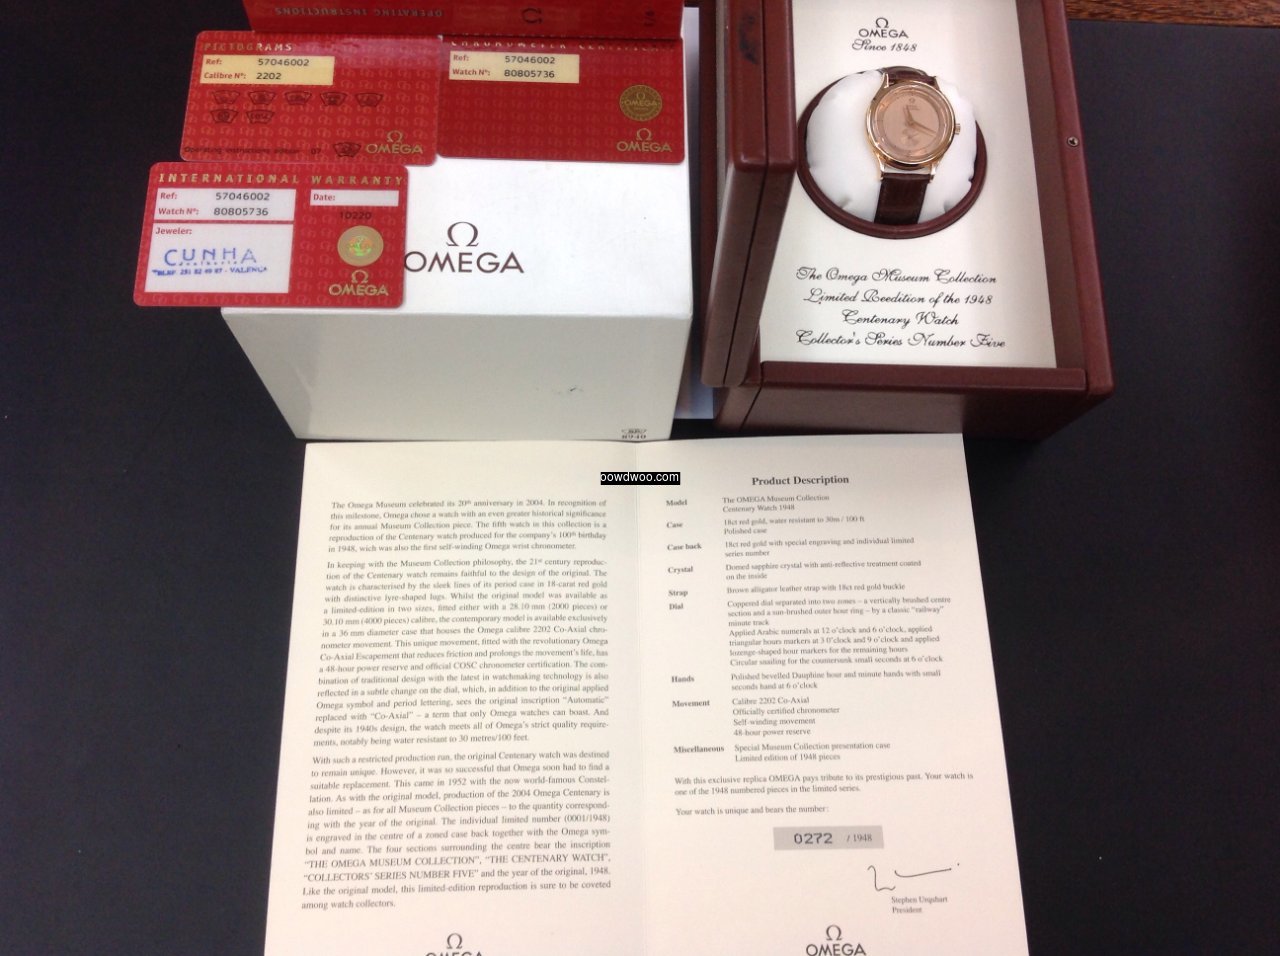 OPERATING INSTRUCTIONS
PICTOGRAMS
Ref: 57046002
Calibre Nº: 2202
COSC
Operating instructions edition 07
Ω
OMEGA
CHRONOMETER CERTIFICATE
Ref: 57046002
Watch Nº: 80805736
OMEGA
Ω
OMEGA
INTERNATIONAL WARRANTY
Ref: 57046002
Watch Nº: 80805736
Date:
10220
Jeweler:
CUNHA
VALENÇA
Ω
OMEGA
Ω
OMEGA
8940
Ω
OMEGA
Since 1848
The Omega Museum Collection
Limited Reedition of the 1948
Centenary Watch
Collector's Series Number Five
powdwoo.com
The Omega Museum celebrated its 20th anniversary in 2004. In recognition of
this milestone, Omega chose a watch with an even greater historical significance
for its annual Museum Collection piece. The fifth watch in this collection is a
reproduction of the Centenary watch produced for the company's 100th birthday
in 1948, wich was also the first self-winding Omega wrist chronometer.
In keeping with the Museum Collection philosophy, the 21st century reproduc-
tion of the Centenary watch remains faithful to the design of the original. The
watch is characterised by the sleek lines of its period case in 18-carat red gold
with distinctive lyre-shaped lugs. Whilst the original model was available as
a limited-edition in two sizes, fitted either with a 28.10 mm (2000 pieces) or
30.10 mm (4000 pieces) calibre, the contemporary model is available exclusively
in a 36 mm diameter case that houses the Omega calibre 2202 Co-Axial chro-
nometer movement. This unique movement, fitted with the revolutionary Omega
Co-Axial Escapement that reduces friction and prolongs the movement's life, has
a 48-hour power reserve and official COSC chronometer certification. The com-
bination of traditional design with the latest in watchmaking technology is also
reflected in a subtle change on the dial, which, in addition to the original applied
Omega symbol and period lettering, sees the original inscription "Automatic"
replaced with "Co-Axial" – a term that only Omega watches can boast. And
despite its 1940s design, the watch meets all of Omega's strict quality require-
ments, notably being water resistant to 30 metres/100 feet.
With such a restricted production run, the original Centenary watch was destined
to remain unique. However, it was so successful that Omega soon had to find a
suitable replacement. This came in 1952 with the now world-famous Constel-
lation. As with the original model, production of the 2004 Omega Centenary is
also limited – as for all Museum Collection pieces – to the quantity correspond-
ing with the year of the original. The individual limited number (0001/1948)
is engraved in the centre of a zoned case back together with the Omega sym-
bol and name. The four sections surrounding the centre bear the inscription
"THE OMEGA MUSEUM COLLECTION", "THE CENTENARY WATCH",
"COLLECTORS' SERIES NUMBER FIVE" and the year of the original, 1948.
Like the original model, this limited-edition reproduction is sure to be coveted
among watch collectors.
Ω
OMEGA
Product Description
Model The OMEGA Museum Collection
Centenary Watch 1948
Case 18ct red gold, water resistant to 30m / 100 ft
Polished case
Case back 18ct red gold with special engraving and individual limited
series number
Crystal Domed sapphire crystal with anti-reflective treatment coated
on the inside
Strap Brown alligator leather strap with 18ct red gold buckle
Dial Coppered dial separated into two zones – a vertically brushed centre
section and a sun-brushed outer hour ring – by a classic "railway"
minute track
Applied Arabic numerals at 12 o'clock and 6 o'clock, applied
triangular hours markers at 3 0'clock and 9 o'clock and applied
lozenge-shaped hour markers for the remaining hours
Circular snailing for the countersunk small seconds at 6 o'clock
Hands Polished bevelled Dauphine hour and minute hands with small
seconds hand at 6 o'clock
Movement Calibre 2202 Co-Axial
Officially certified chronometer
Self-winding movement
48-hour power reserve
Miscellaneous Special Museum Collection presentation case
Limited edition of 1948 pieces
With this exclusive replica OMEGA pays tribute to its prestigious past. Your watch is
one of the 1948 numbered pieces in the limited series.
Your watch is unique and bears the number:
0272 / 1948
Stephen Urquhart
President
Ω
OMEGA